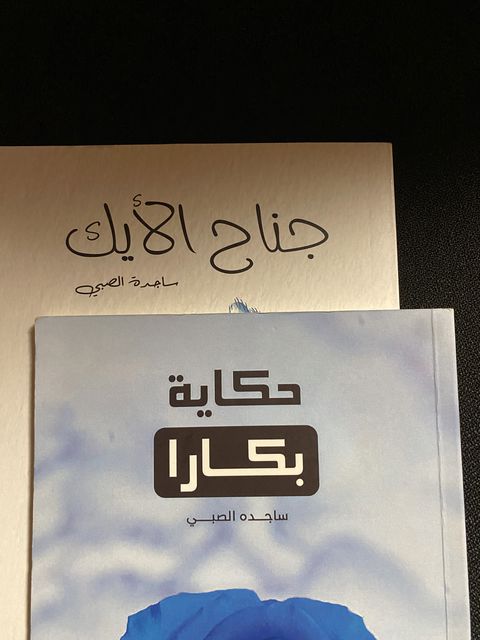 جناح الأيك
ساجدة الصبي
حكاية
بكارا
ساجده الصبي